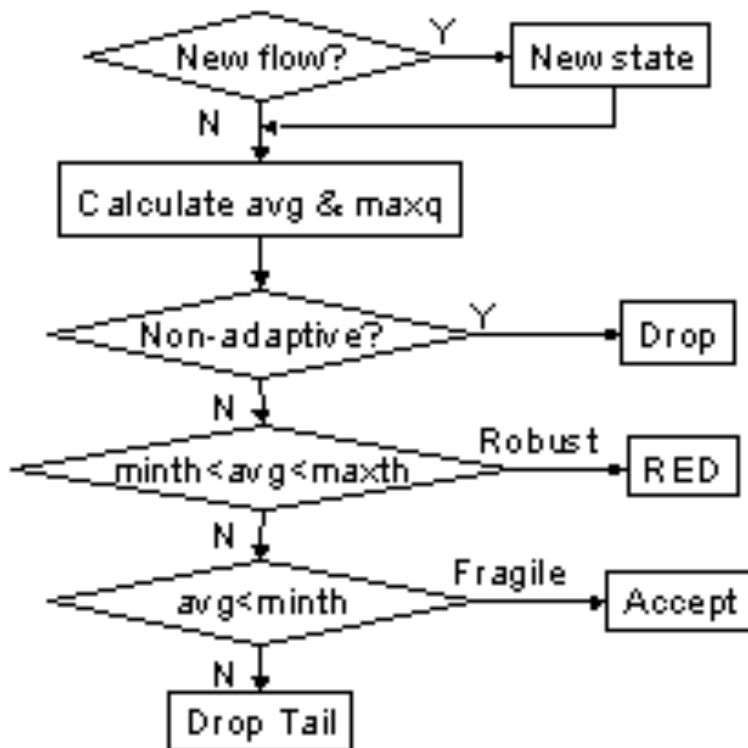 New flow?
Y
New state
N
Calculate avg & maxq
Non-adaptive?
Y
Drop
N
minth<avg<maxth
Robust
RED
N
avg<minth
Fragile
Accept
N
Drop Tail